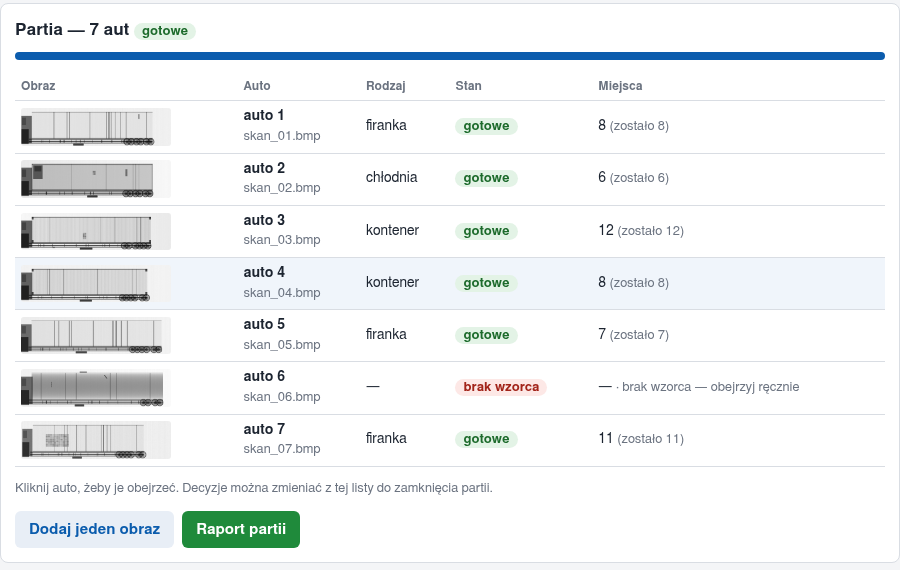 Partia — 7 aut gotowe
Obraz Auto Rodzaj Stan Miejsca
auto 1
skan_01.bmp
firanka gotowe 8 (zostało 8)
auto 2
skan_02.bmp
chłodnia gotowe 6 (zostało 6)
auto 3
skan_03.bmp
kontener gotowe 12 (zostało 12)
auto 4
skan_04.bmp
kontener gotowe 8 (zostało 8)
auto 5
skan_05.bmp
firanka gotowe 7 (zostało 7)
auto 6
skan_06.bmp
— brak wzorca — · brak wzorca — obejrzyj ręcznie
auto 7
skan_07.bmp
firanka gotowe 11 (zostało 11)
Kliknij auto, żeby je obejrzeć. Decyzje można zmieniać z tej listy do zamknięcia partii.
Dodaj jeden obraz Raport partii